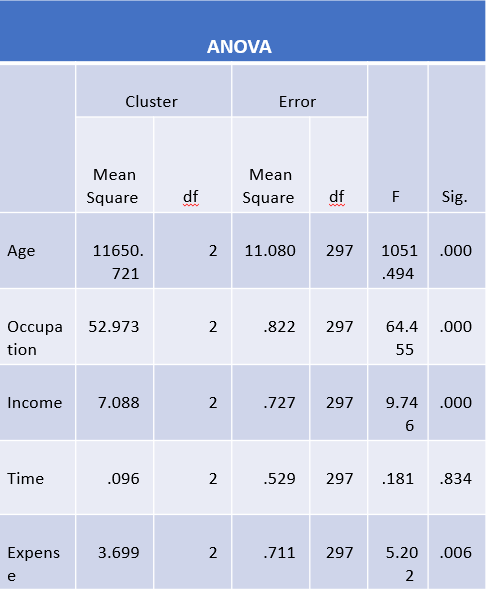 ANOVA
Cluster Error
Mean Square df Mean Square df F Sig.
Age 11650.721 2 11.080 297 1051.494 .000
Occupation 52.973 2 .822 297 64.455 .000
Income 7.088 2 .727 297 9.746 .000
Time .096 2 .529 297 .181 .834
Expense 3.699 2 .711 297 5.202 .006